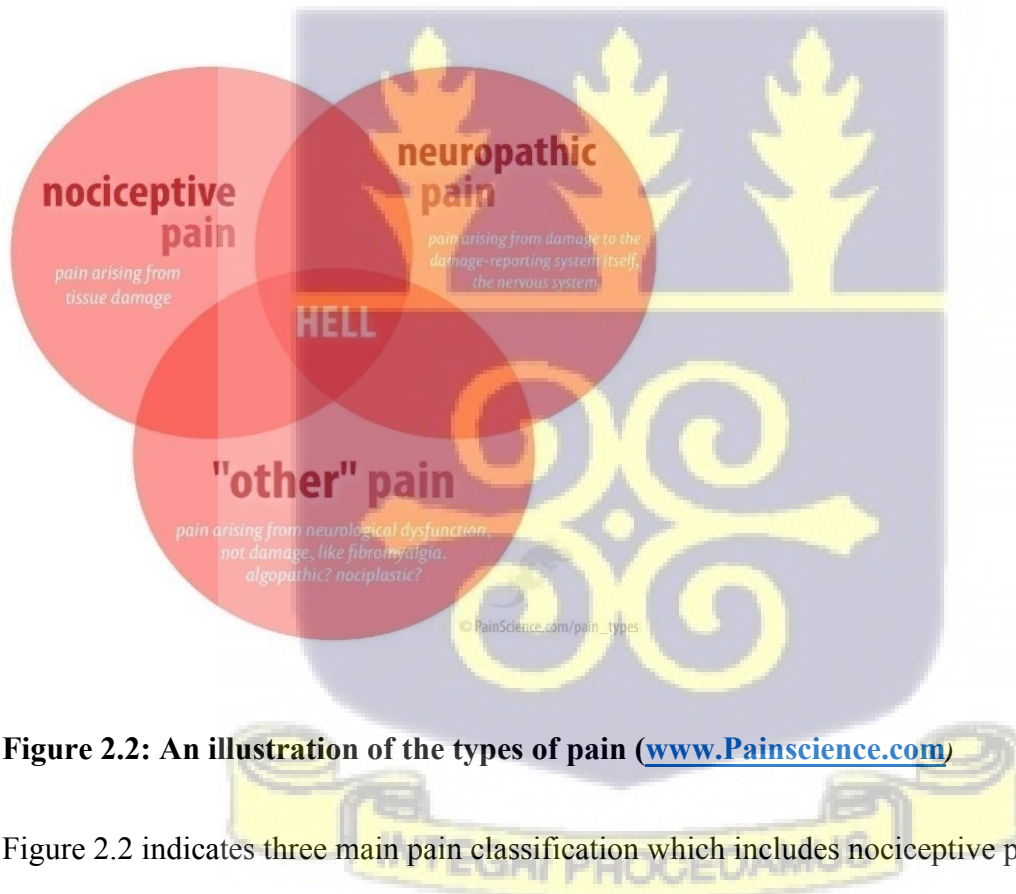 nociceptive
pain
pain arising from
tissue damage
neuropathic
pain
pain arising from damage to the
damage-reporting system itself,
the nervous system
HELL
"other" pain
pain arising from neurological dysfunction,
not damage, like fibromyalgia.
algopathic? nociplastic?
© PainScience.com/pain_types
Figure 2.2: An illustration of the types of pain (www.Painscience.com)
INTEGRI PROCEDAMUS
Figure 2.2 indicates three main pain classification which includes nociceptive p